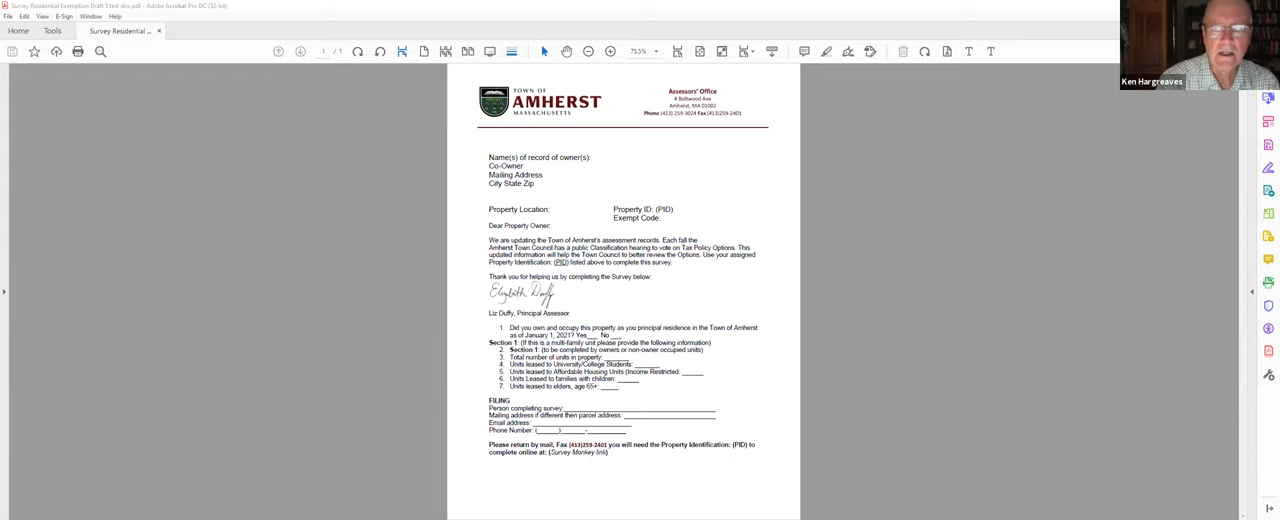 Survey Residential Exemption Draft 5 test doc.pdf - Adobe Acrobat Pro DC (32-bit)
File Edit View E-Sign Window Help
Home Tools Survey Residential ... ×
1 / 1 75.5%
Ken Hargreaves
TOWN OF
AMHERST
MASSACHUSETTS
Assessors' Office
4 Boltwood Ave
Amherst, MA 01002
Phone (413) 259-3024 Fax (413)259-2401
Name(s) of record of owner(s):
Co-Owner
Mailing Address
City State Zip
Property Location: Property ID: (PID)
Exempt Code:
Dear Property Owner:
We are updating the Town of Amherst's assessment records. Each fall the
Amherst Town Council has a public Classification hearing to vote on Tax Policy Options. This
updated information will help the Town Council to better review the Options. Use your assigned
Property Identification: (PID) listed above to complete this survey.
Thank you for helping us by completing the Survey below:
Elizabeth Duffy
Liz Duffy, Principal Assessor
1. Did you own and occupy this property as you principal residence in the Town of Amherst
as of January 1, 2021? Yes___ No ___
Section 1: (If this is a multi-family unit please provide the following information)
2. Section 1: (to be completed by owners or non-owner occupied units)
3. Total number of units in property: _______
4. Units leased to University/College Students: _______
5. Units leased to Affordable Housing Units (Income Restricted: ______
6. Units Leased to families with children: ______
7. Units leased to elders, age 65+: _____
FILING
Person completing survey:___________________________________________
Mailing address if different then parcel address: __________________________
Email address: ____________________________
Phone Number: (______)______-__________
Please return by mail, Fax (413)259-2401 you will need the Property Identification: (PID) to
complete online at: (Survey Monkey link)